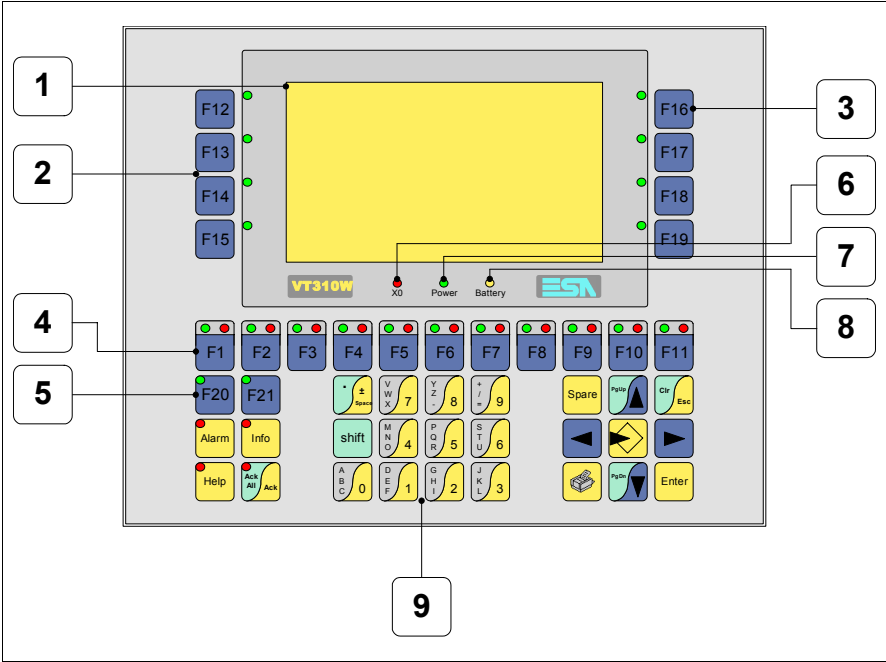 1
F12
F16
3
F13
F17
2
6
F14
F18
F15
F19
7
VT310W
X0
Power
Battery
ESA
8
4
F1
F2
F3
F4
F5
F6
F7
F8
F9
F10
F11
5
F20
F21
. ± Space
V W X 7
Y Z - 8
+ / = 9
Spare
PgUp
Clr Esc
Alarm
Info
shift
M N O 4
P Q R 5
S T U 6
Help
Ack All Ack
A B C 0
D E F 1
G H I 2
J K L 3
PgDn
Enter
9